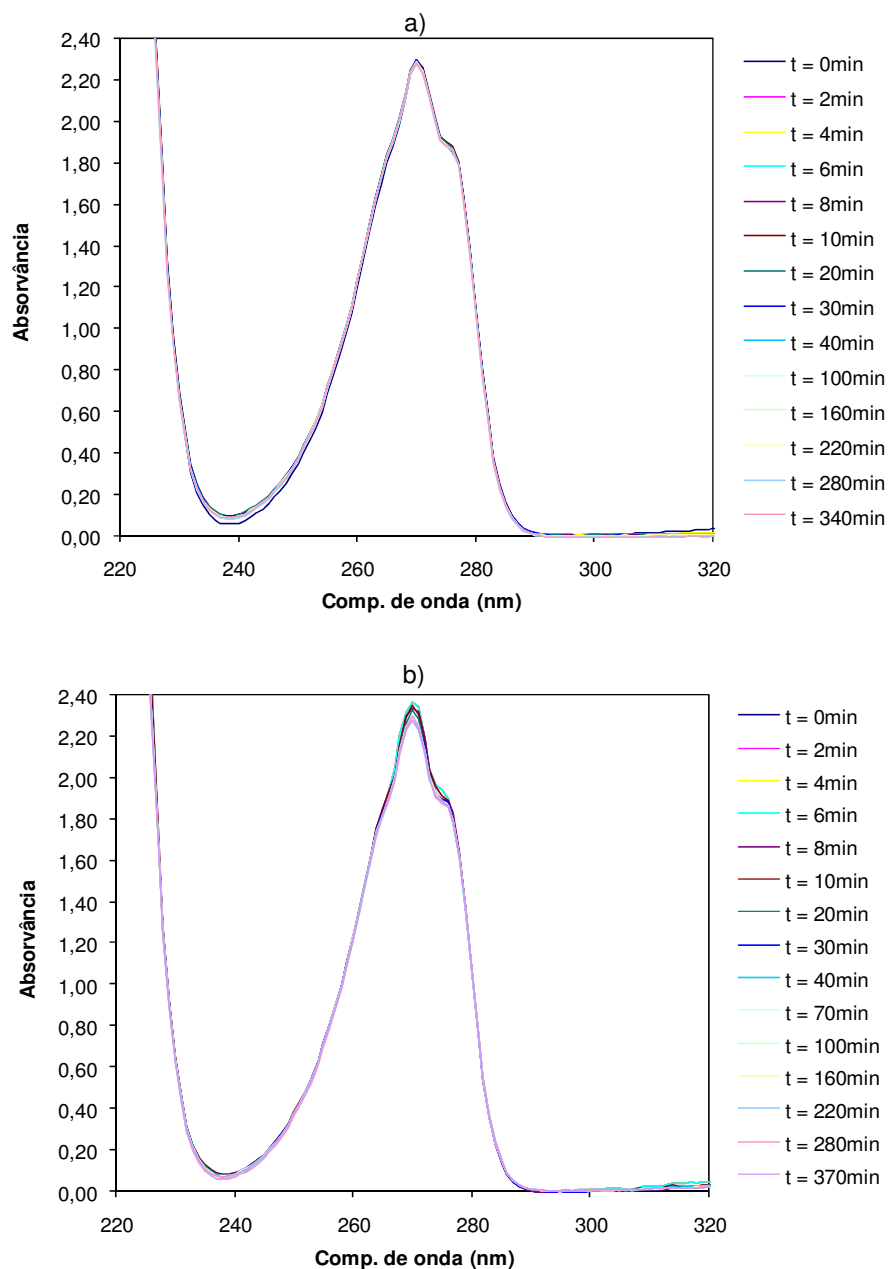 a)
2,40
2,20
2,00
1,80
1,60
1,40
1,20
1,00
0,80
0,60
0,40
0,20
0,00
220 240 260 280 300 320
Absorvância
Comp. de onda (nm)
t = 0min
t = 2min
t = 4min
t = 6min
t = 8min
t = 10min
t = 20min
t = 30min
t = 40min
t = 100min
t = 160min
t = 220min
t = 280min
t = 340min
b)
2,40
2,20
2,00
1,80
1,60
1,40
1,20
1,00
0,80
0,60
0,40
0,20
0,00
220 240 260 280 300 320
Absorvância
Comp. de onda (nm)
t = 0min
t = 2min
t = 4min
t = 6min
t = 8min
t = 10min
t = 20min
t = 30min
t = 40min
t = 70min
t = 100min
t = 160min
t = 220min
t = 280min
t = 370min